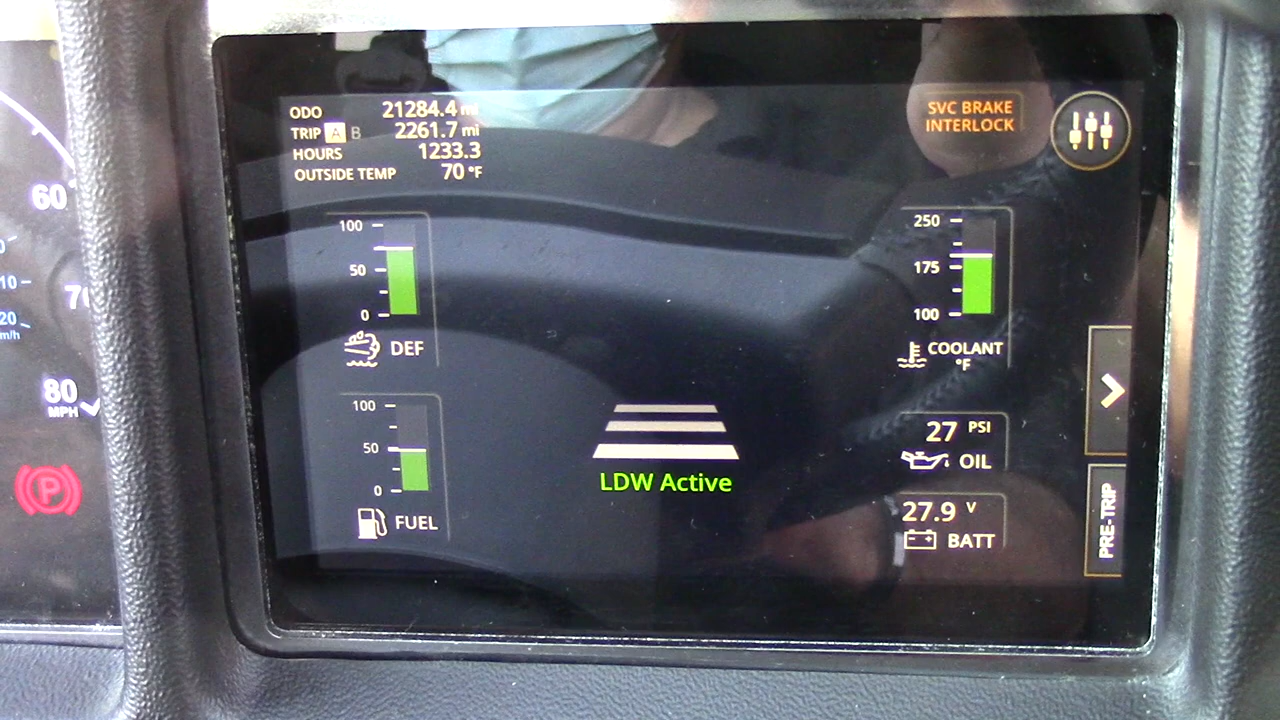 60
0
10
20
m/h
80
MPH
P
ODO 21284.4
TRIP A B 2261.7 mi
HOURS 1233.3
OUTSIDE TEMP 70 °F
SVC BRAKE
INTERLOCK
100
50
0
DEF
100
50
0
FUEL
LDW Active
250
175
100
COOLANT
°F
27 PSI
OIL
27.9 V
BATT
PRE-TRIP